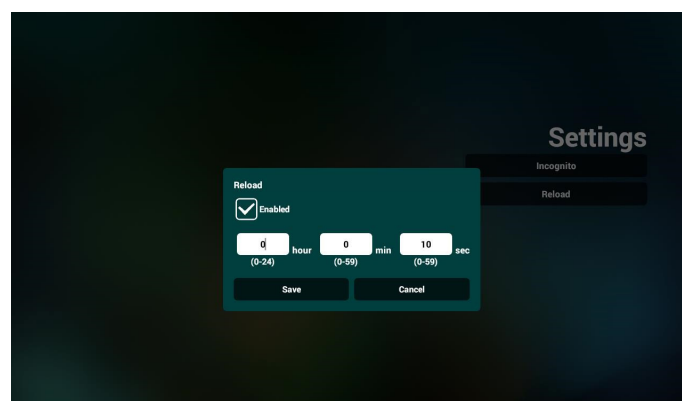 Settings
Incognito
Reload
Reload
Enabled
0 hour 0 min 10 sec
(0-24) (0-59) (0-59)
Save Cancel